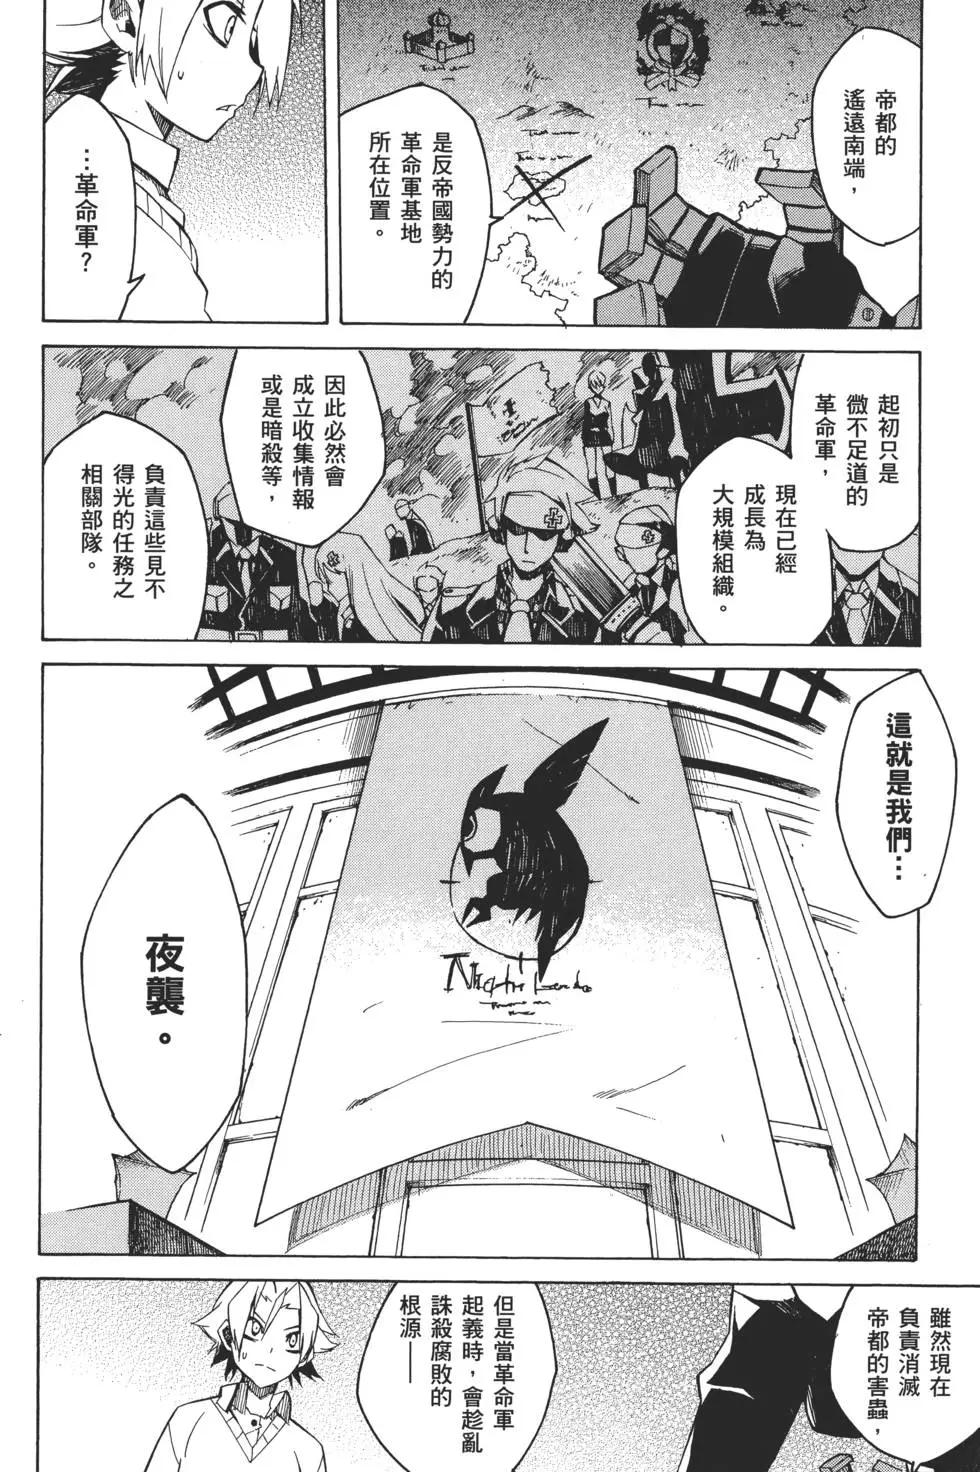 帝都的
遙遠南端，
是反帝國勢力的
革命軍基地
所在位置。
…革命軍？
起初只是
微不足道的
革命軍，
現在已經
成長為
大規模組織。
因此必然會
成立收集情報
或是暗殺等，
負責這些見不
得光的任務之
相關部隊。
這就是我們…
夜襲。
雖然現在
負責消滅
帝都的害蟲，
但是當革命軍
起義時，會趁亂
誅殺腐敗的
根源——